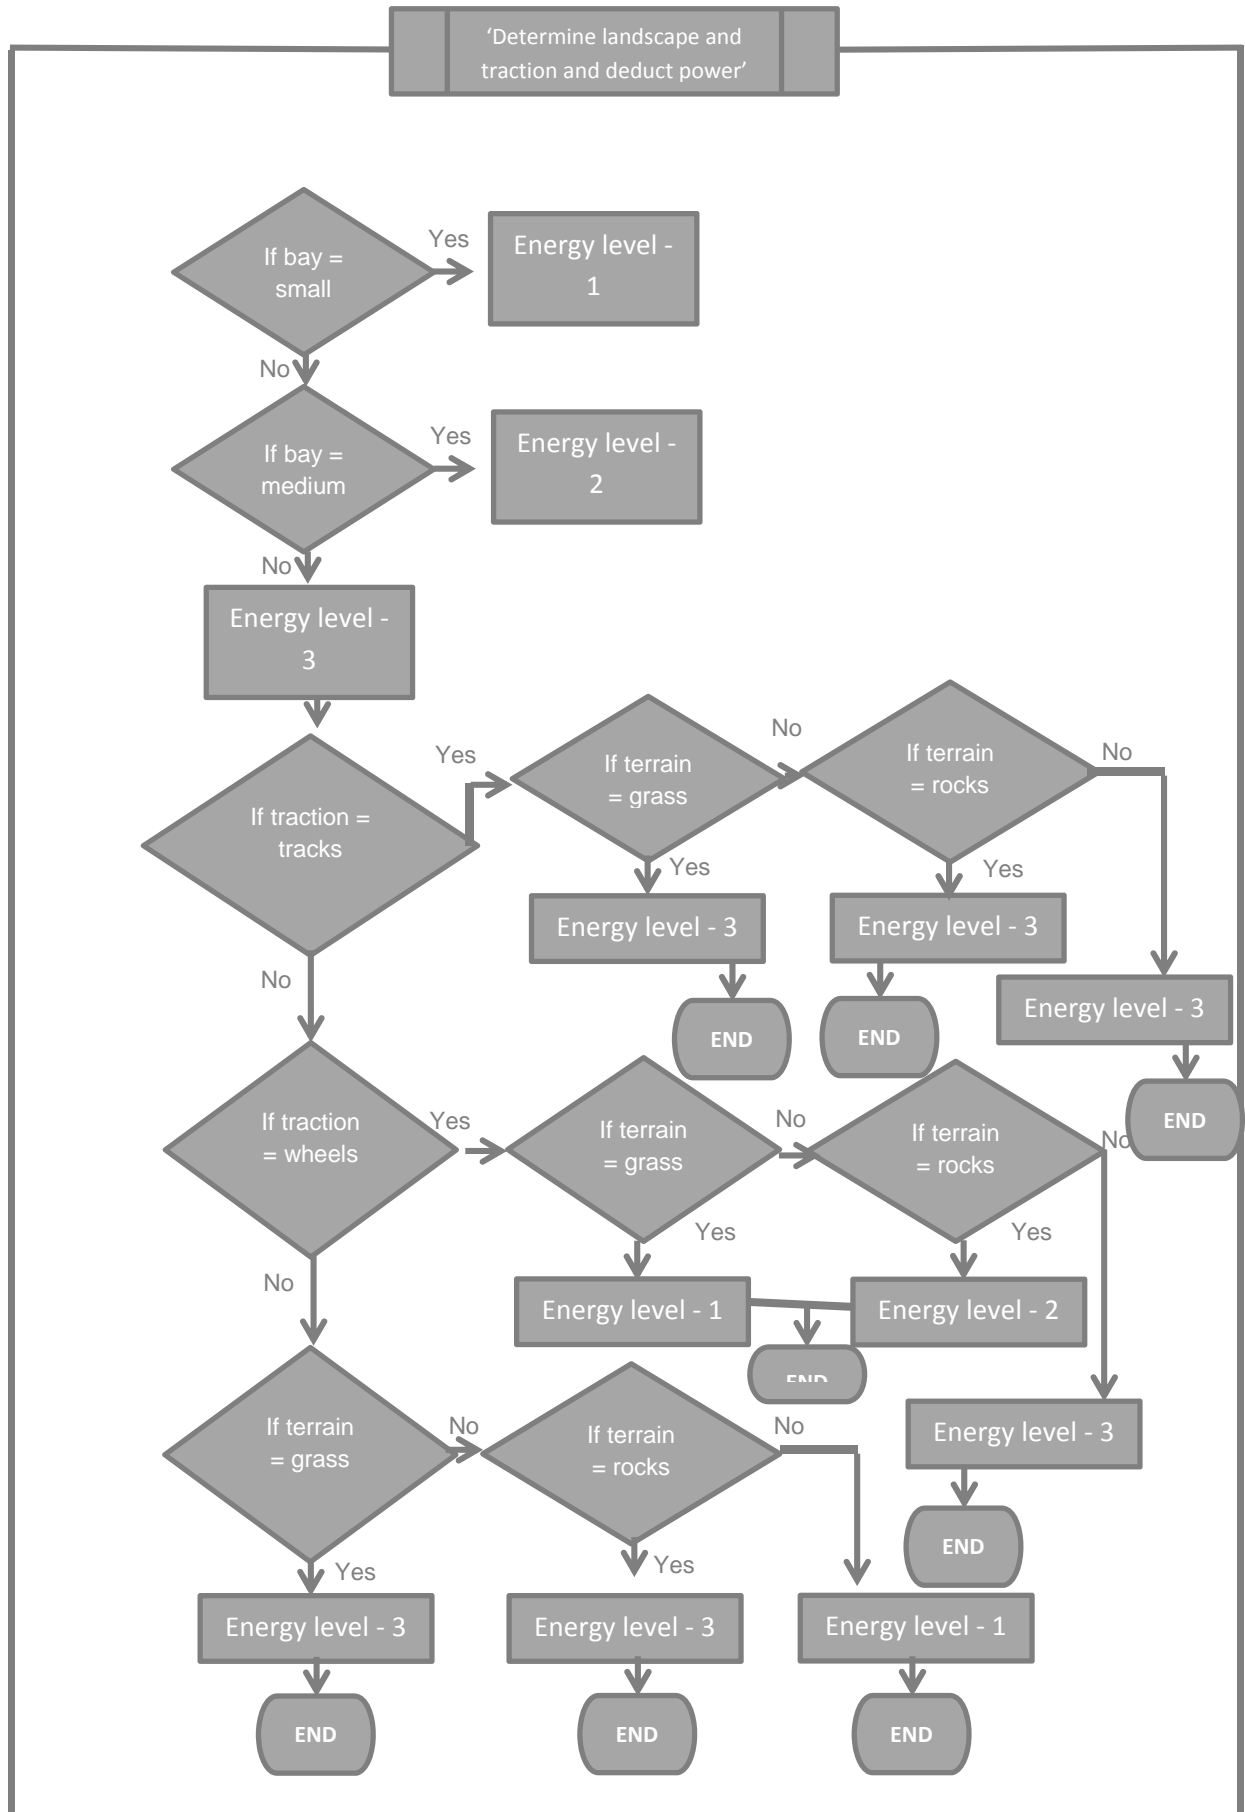 ‘Determine landscape and
traction and deduct power’
If bay =
small
Yes
Energy level -
1
No
If bay =
medium
Yes
Energy level -
2
No
Energy level -
3
If traction =
tracks
Yes
If terrain
= grass
No
If terrain
= rocks
No
Yes
Energy level - 3
END
Yes
Energy level - 3
END
Energy level - 3
END
No
If traction
= wheels
Yes
If terrain
= grass
No
If terrain
= rocks
No
Yes
Energy level - 1
Yes
Energy level - 2
END
Energy level - 3
END
No
If terrain
= grass
No
If terrain
= rocks
No
Yes
Energy level - 3
END
Yes
Energy level - 3
END
Energy level - 1
END